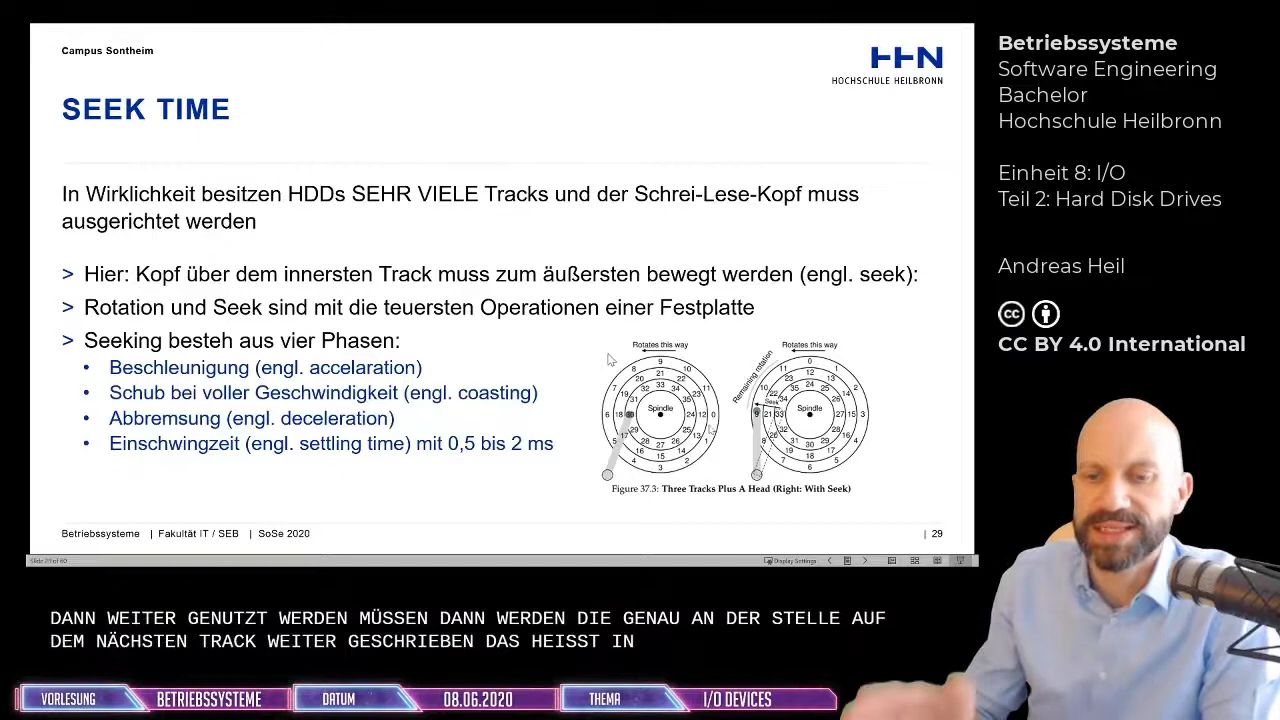 Campus Sontheim
HHN
HOCHSCHULE HEILBRONN
SEEK TIME
In Wirklichkeit besitzen HDDs SEHR VIELE Tracks und der Schrei-Lese-Kopf muss
ausgerichtet werden
> Hier: Kopf über dem innersten Track muss zum äußersten bewegt werden (engl. seek):
> Rotation und Seek sind mit die teuersten Operationen einer Festplatte
> Seeking besteh aus vier Phasen:
• Beschleunigung (engl. accelaration)
• Schub bei voller Geschwindigkeit (engl. coasting)
• Abbremsung (engl. deceleration)
• Einschwingzeit (engl. settling time) mit 0,5 bis 2 ms
Rotates this way
Spindle
Rotates this way
Remaining rotation
Seek
Spindle
Figure 37.3: Three Tracks Plus A Head (Right: With Seek)
Betriebssysteme | Fakultät IT / SEB | SoSe 2020
| 29
Display Settings
Betriebssysteme
Software Engineering
Bachelor
Hochschule Heilbronn
Einheit 8: I/O
Teil 2: Hard Disk Drives
Andreas Heil
cc
CC BY 4.0 International
DANN WEITER GENUTZT WERDEN MÜSSEN DANN WERDEN DIE GENAU AN DER STELLE AUF
DEM NÄCHSTEN TRACK WEITER GESCHRIEBEN DAS HEISST IN
VORLESUNG BETRIEBSSYSTEME DATUM 08.06.2020 THEMA I/O DEVICES